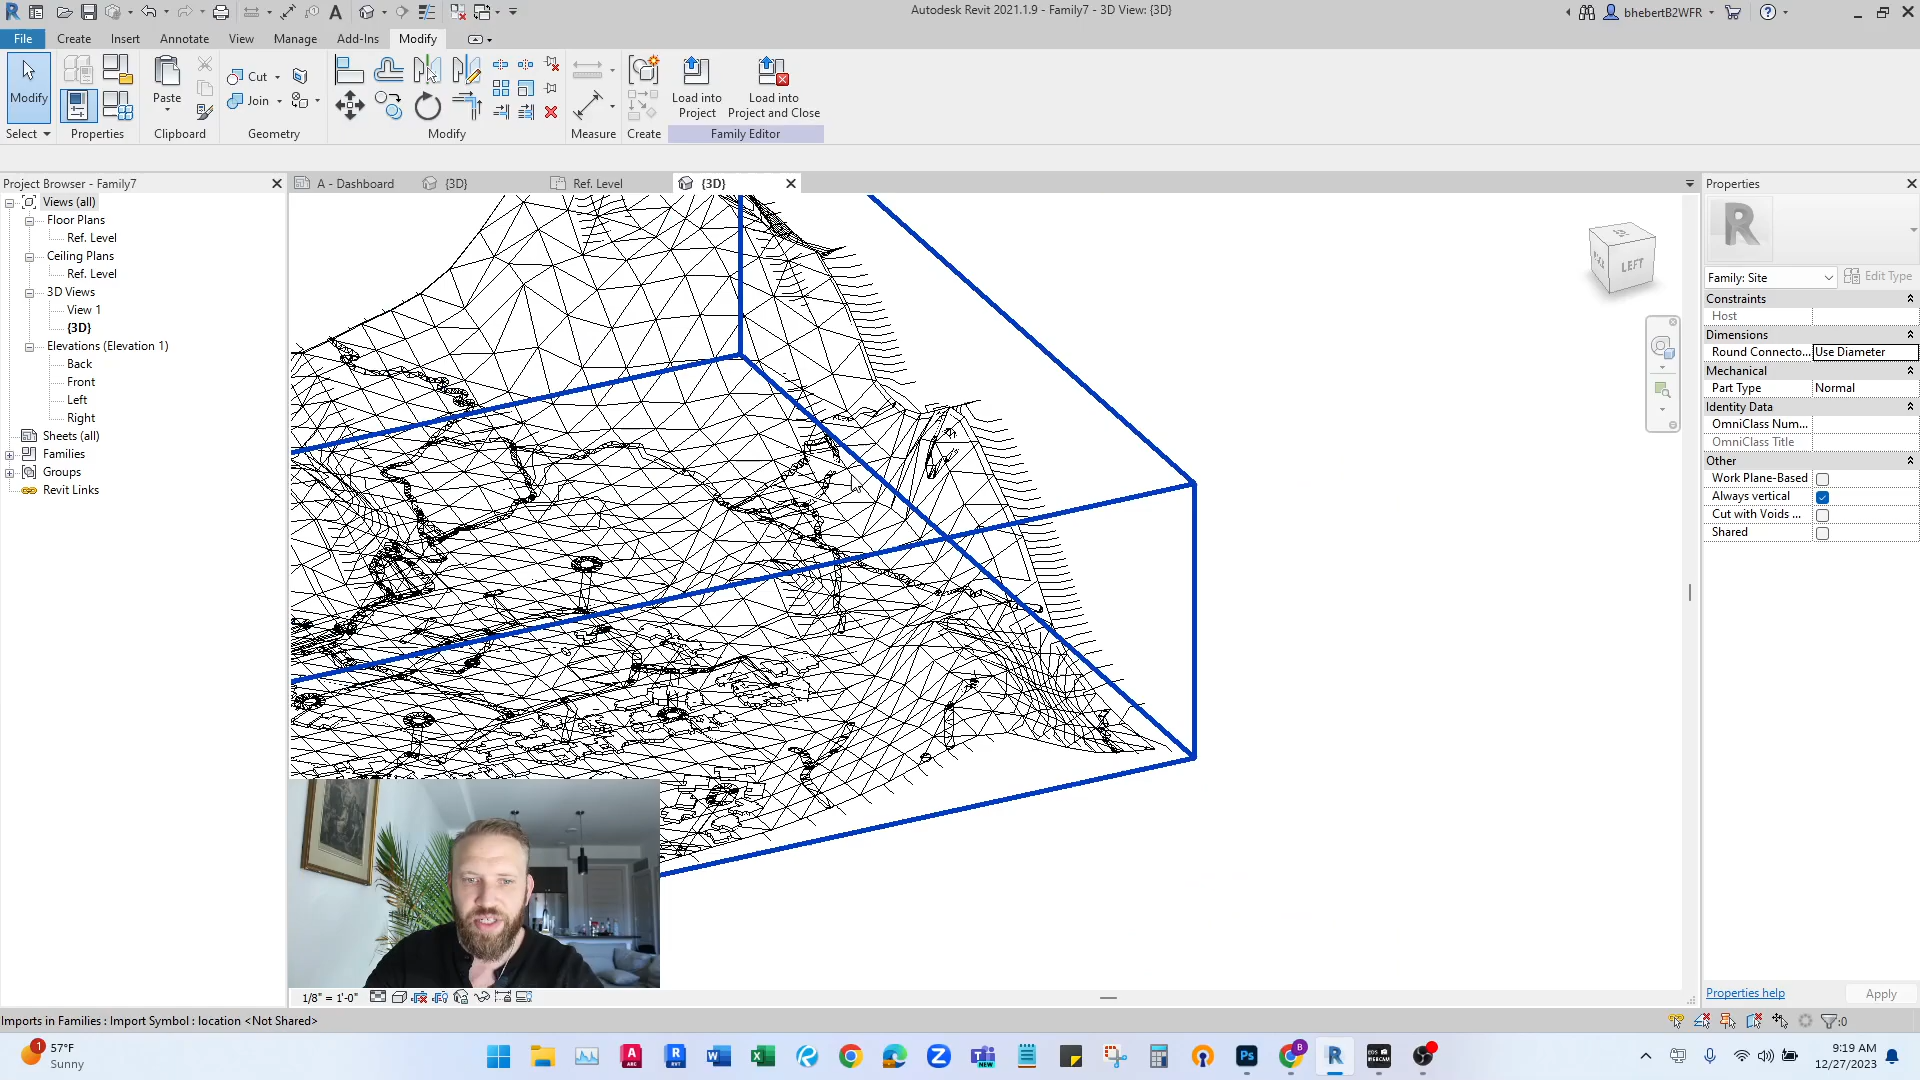 Autodesk Revit 2021.1.9 - Family7 - 3D View: {3D}
bhebertB2WFR
File Create Insert Annotate View Manage Add-Ins Modify
Modify
Paste
Cut
Join
Load into
Project
Load into
Project and Close
Select Properties Clipboard Geometry Modify Measure Create Family Editor
Project Browser - Family7
A - Dashboard
{3D}
Ref. Level
{3D}
Properties
Views (all)
Floor Plans
Ref. Level
Ceiling Plans
Ref. Level
3D Views
View 1
{3D}
Elevations (Elevation 1)
Back
Front
Left
Right
Sheets (all)
Families
Groups
Revit Links
LEFT
Family: Site
Edit Type
Constraints
Host
Dimensions
Round Connecto... Use Diameter
Mechanical
Part Type Normal
Identity Data
OmniClass Num...
OmniClass Title
Other
Work Plane-Based
Always vertical
Cut with Voids ...
Shared
Properties help
Apply
1/8" = 1'-0"
Imports in Families : Import Symbol : location <Not Shared>
:0
1
57°F
Sunny
9:19 AM
12/27/2023